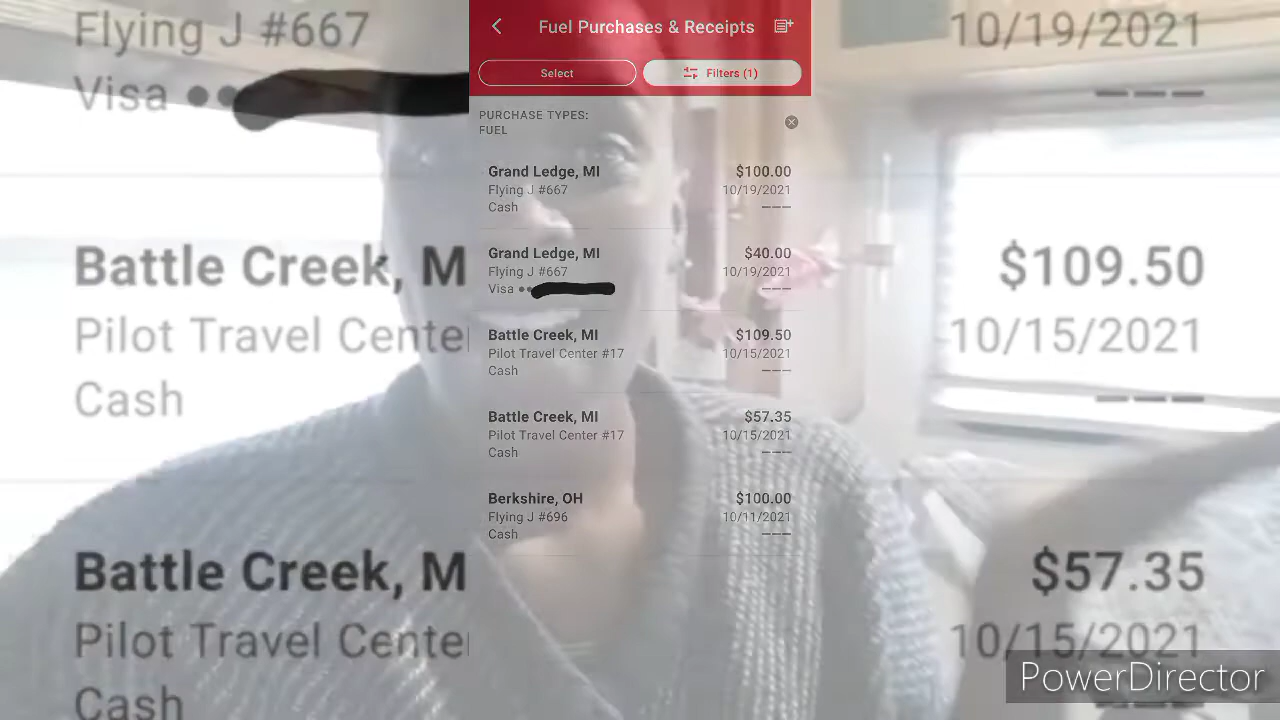 Flying J #667
10/19/2021
Visa ●●
Battle Creek, M
$109.50
Pilot Travel Center
10/15/2021
Cash
Battle Creek, M
$57.35
Pilot Travel Center
10/15/2021
Cash
Fuel Purchases & Receipts
Select
Filters (1)
PURCHASE TYPES:
FUEL
Grand Ledge, MI
$100.00
Flying J #667
10/19/2021
Cash
---
Grand Ledge, MI
$40.00
Flying J #667
10/19/2021
Visa ●●
---
Battle Creek, MI
$109.50
Pilot Travel Center #17
10/15/2021
Cash
---
Battle Creek, MI
$57.35
Pilot Travel Center #17
10/15/2021
Cash
---
Berkshire, OH
$100.00
Flying J #696
10/11/2021
Cash
---
PowerDirector